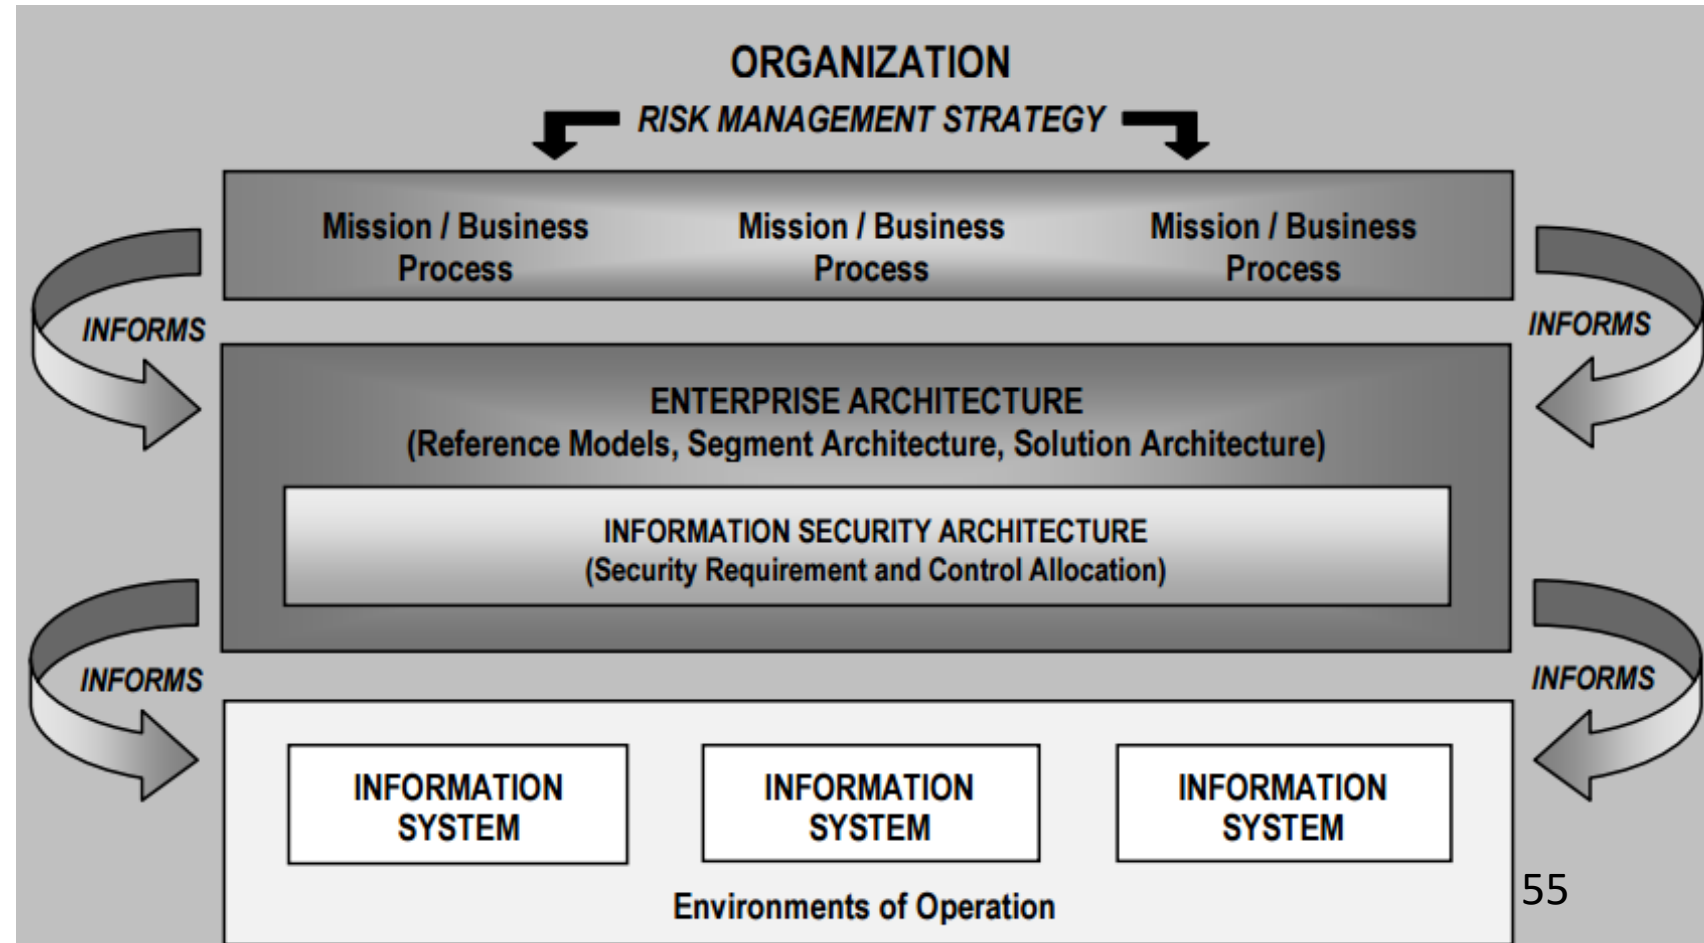 ORGANIZATION
RISK MANAGEMENT STRATEGY
Mission / Business
Process
Mission / Business
Process
Mission / Business
Process
INFORMS
INFORMS
ENTERPRISE ARCHITECTURE
(Reference Models, Segment Architecture, Solution Architecture)
INFORMATION SECURITY ARCHITECTURE
(Security Requirement and Control Allocation)
INFORMS
INFORMS
INFORMATION
SYSTEM
INFORMATION
SYSTEM
INFORMATION
SYSTEM
Environments of Operation
55